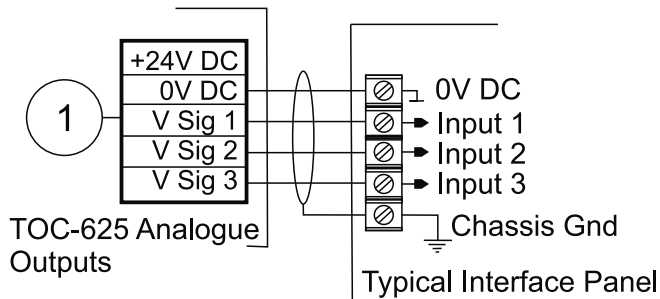 +24V DC
0V DC
V Sig 1
V Sig 2
V Sig 3
1
0V DC
Input 1
Input 2
Input 3
Chassis Gnd
TOC-625 Analogue
Outputs
Typical Interface Panel